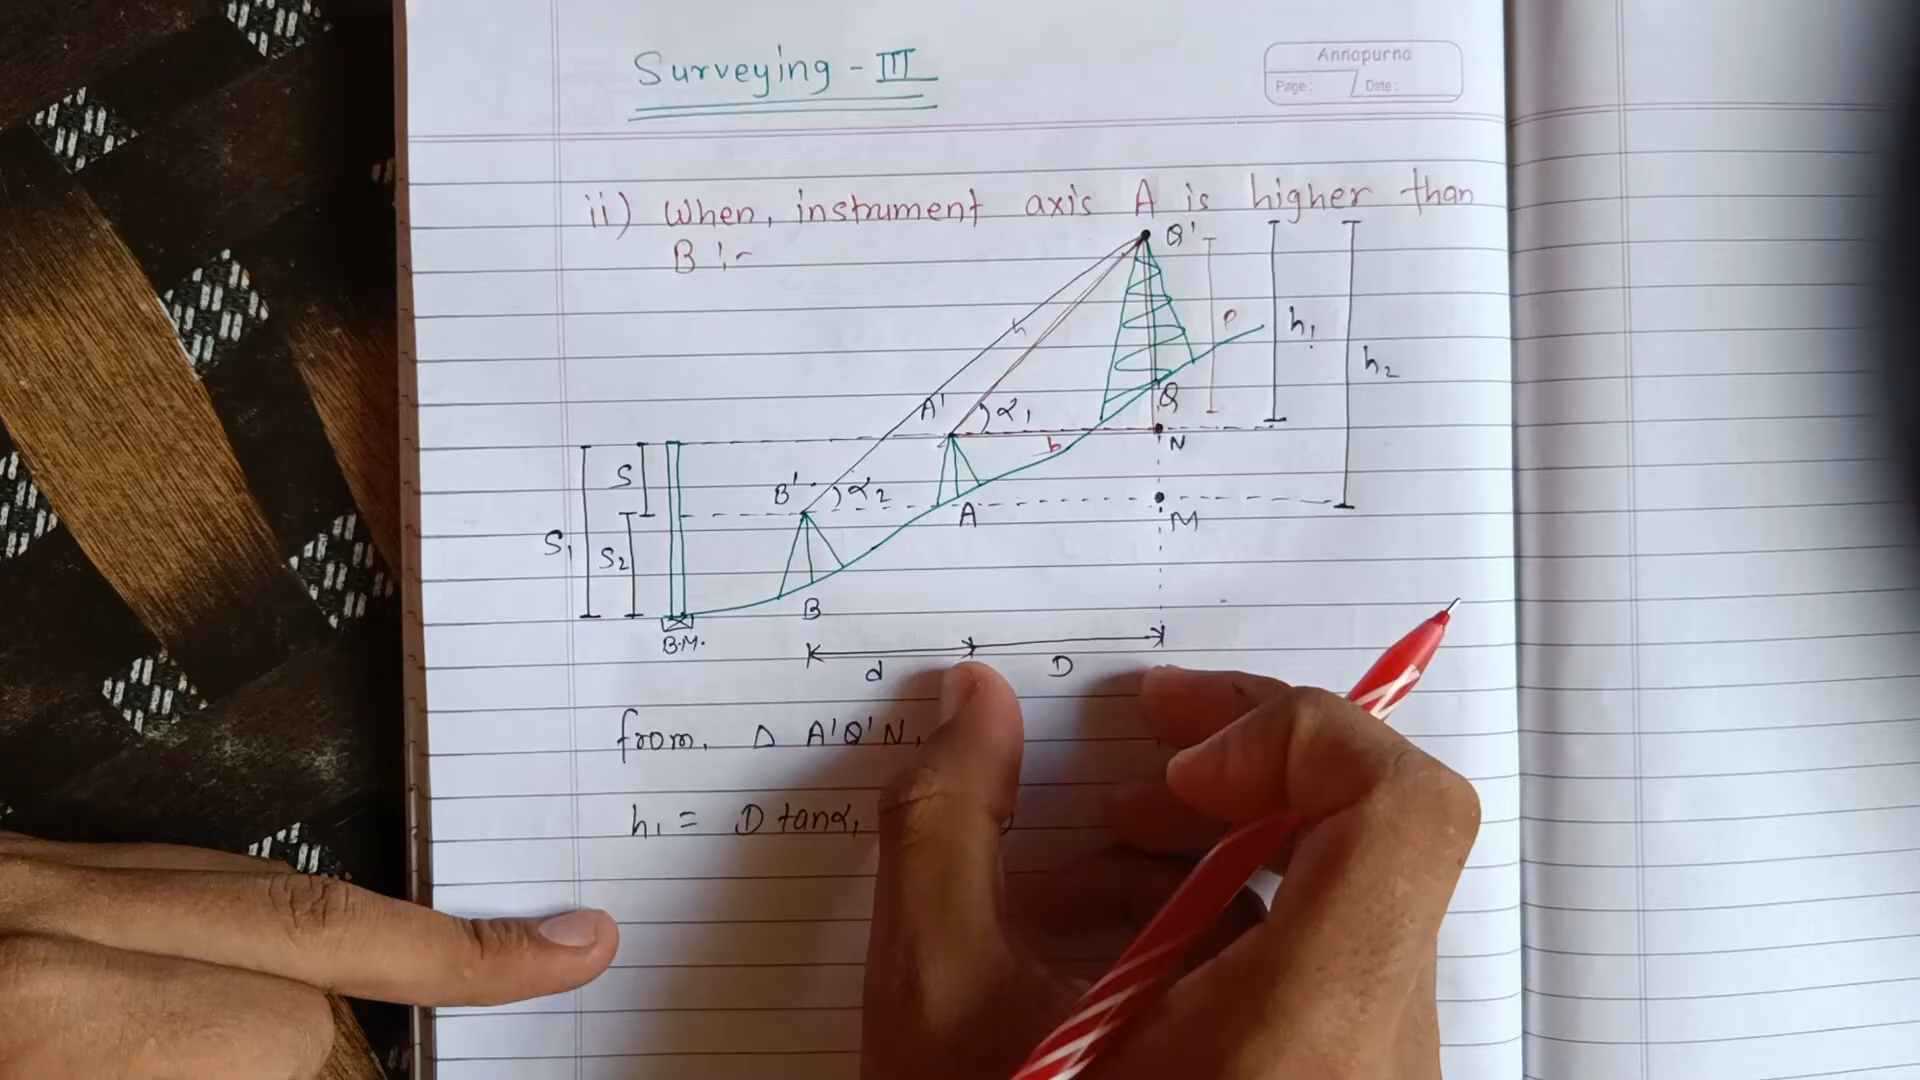 Surveying - III
Annapurna
Page: Date:
ii) When, instrument axis A is higher than
B :-
Q'
h
P
h₁
h₂
A'
α₁
Q
b
N
S
B'
α₂
A
M
S₁
S₂
B
B.M.
d
D
from, Δ A'Q'N,
h₁ = D tanα₁